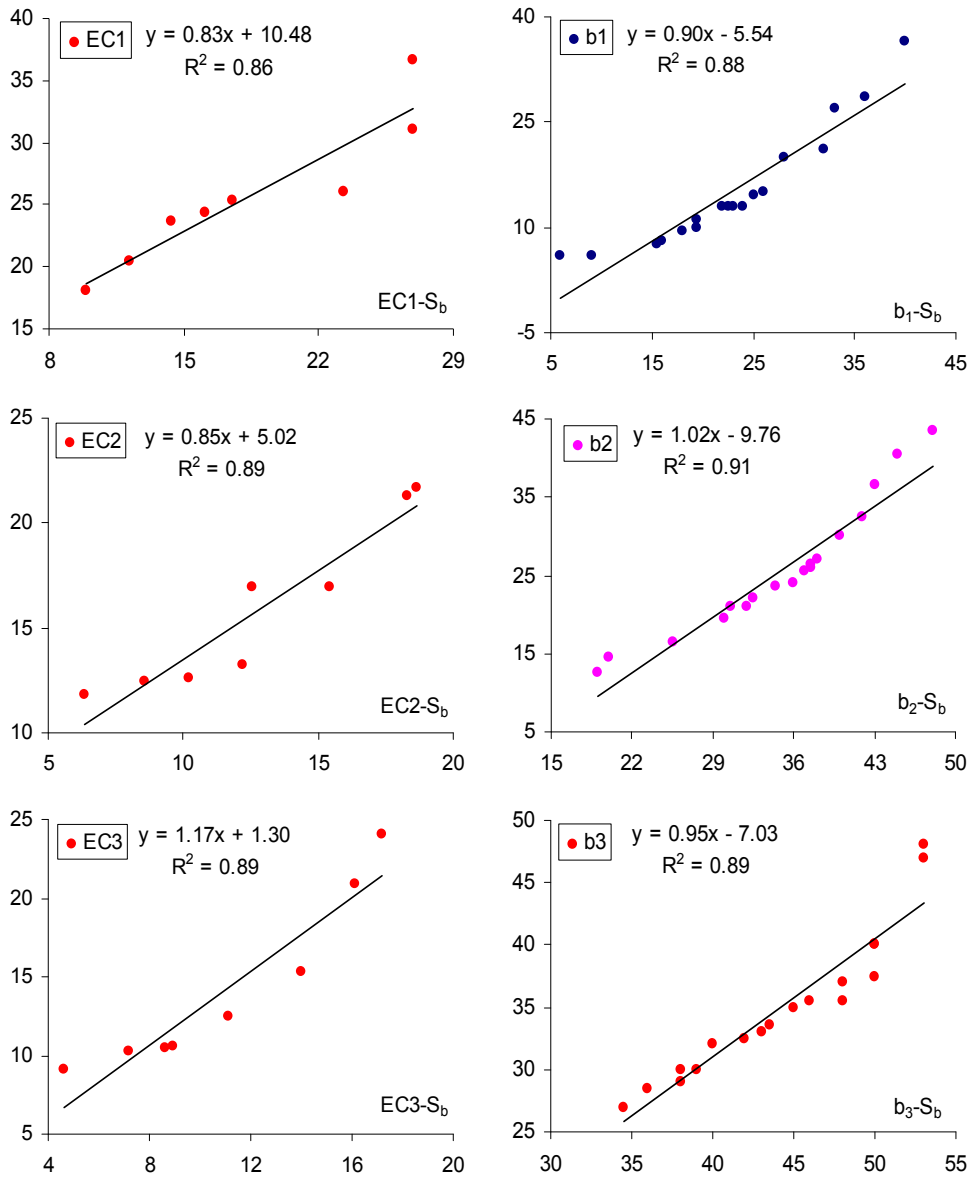 40
35
30
25
20
15
8
15
22
29
EC1
y = 0.83x + 10.48
R² = 0.86
EC1-S_b
40
25
10
-5
5
15
25
35
45
b1
y = 0.90x - 5.54
R² = 0.88
b₁-S_b
25
20
15
10
5
10
15
20
EC2
y = 0.85x + 5.02
R² = 0.89
EC2-S_b
45
35
25
15
5
15
22
29
36
43
50
b2
y = 1.02x - 9.76
R² = 0.91
b₂-S_b
25
20
15
10
5
4
8
12
16
20
EC3
y = 1.17x + 1.30
R² = 0.89
EC3-S_b
50
45
40
35
30
25
30
35
40
45
50
55
b3
y = 0.95x - 7.03
R² = 0.89
b₃-S_b